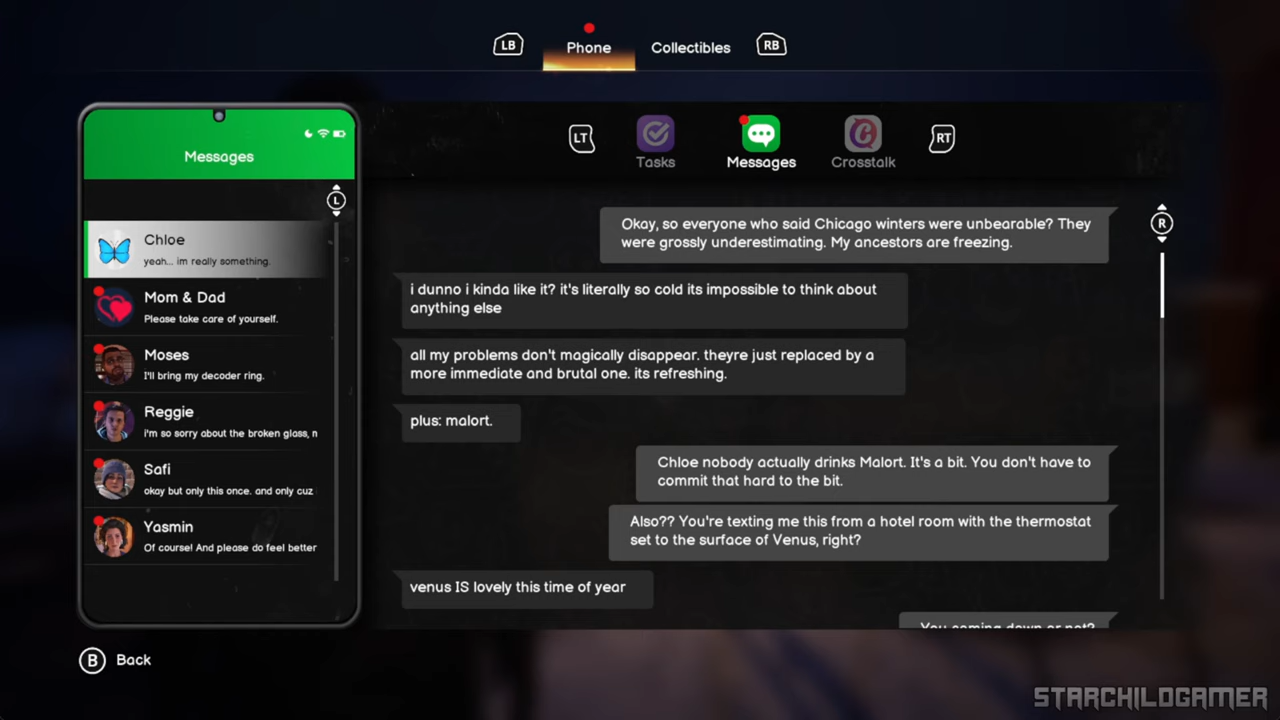 LB
Phone
Collectibles
RB
Messages
L
Chloe
yeah... im really something.
Mom & Dad
Please take care of yourself.
Moses
I'll bring my decoder ring.
Reggie
i'm so sorry about the broken glass, n
Safi
okay but only this once. and only cuz
Yasmin
Of course! And please do feel better
B Back
LT
Tasks
Messages
Crosstalk
RT
R
Okay, so everyone who said Chicago winters were unbearable? They
were grossly underestimating. My ancestors are freezing.
i dunno i kinda like it? it's literally so cold its impossible to think about
anything else
all my problems don't magically disappear. theyre just replaced by a
more immediate and brutal one. its refreshing.
plus: malort.
Chloe nobody actually drinks Malort. It's a bit. You don't have to
commit that hard to the bit.
Also?? You're texting me this from a hotel room with the thermostat
set to the surface of Venus, right?
venus IS lovely this time of year
You coming down or not?
STARCHILDGAMER